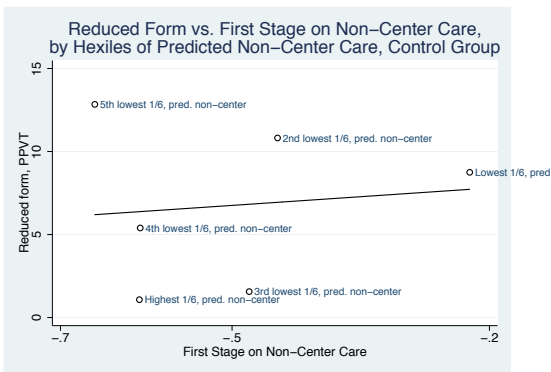 Reduced Form vs. First Stage on Non−Center Care,
by Hexiles of Predicted Non−Center Care, Control Group
15
5th lowest 1/6, pred. non−center
2nd lowest 1/6, pred. non−center
10
Lowest 1/6, pred
Reduced form, PPVT
4th lowest 1/6, pred. non−center
5
3rd lowest 1/6, pred. non−center
Highest 1/6, pred. non−center
0
−.7
−.5
−.2
First Stage on Non−Center Care